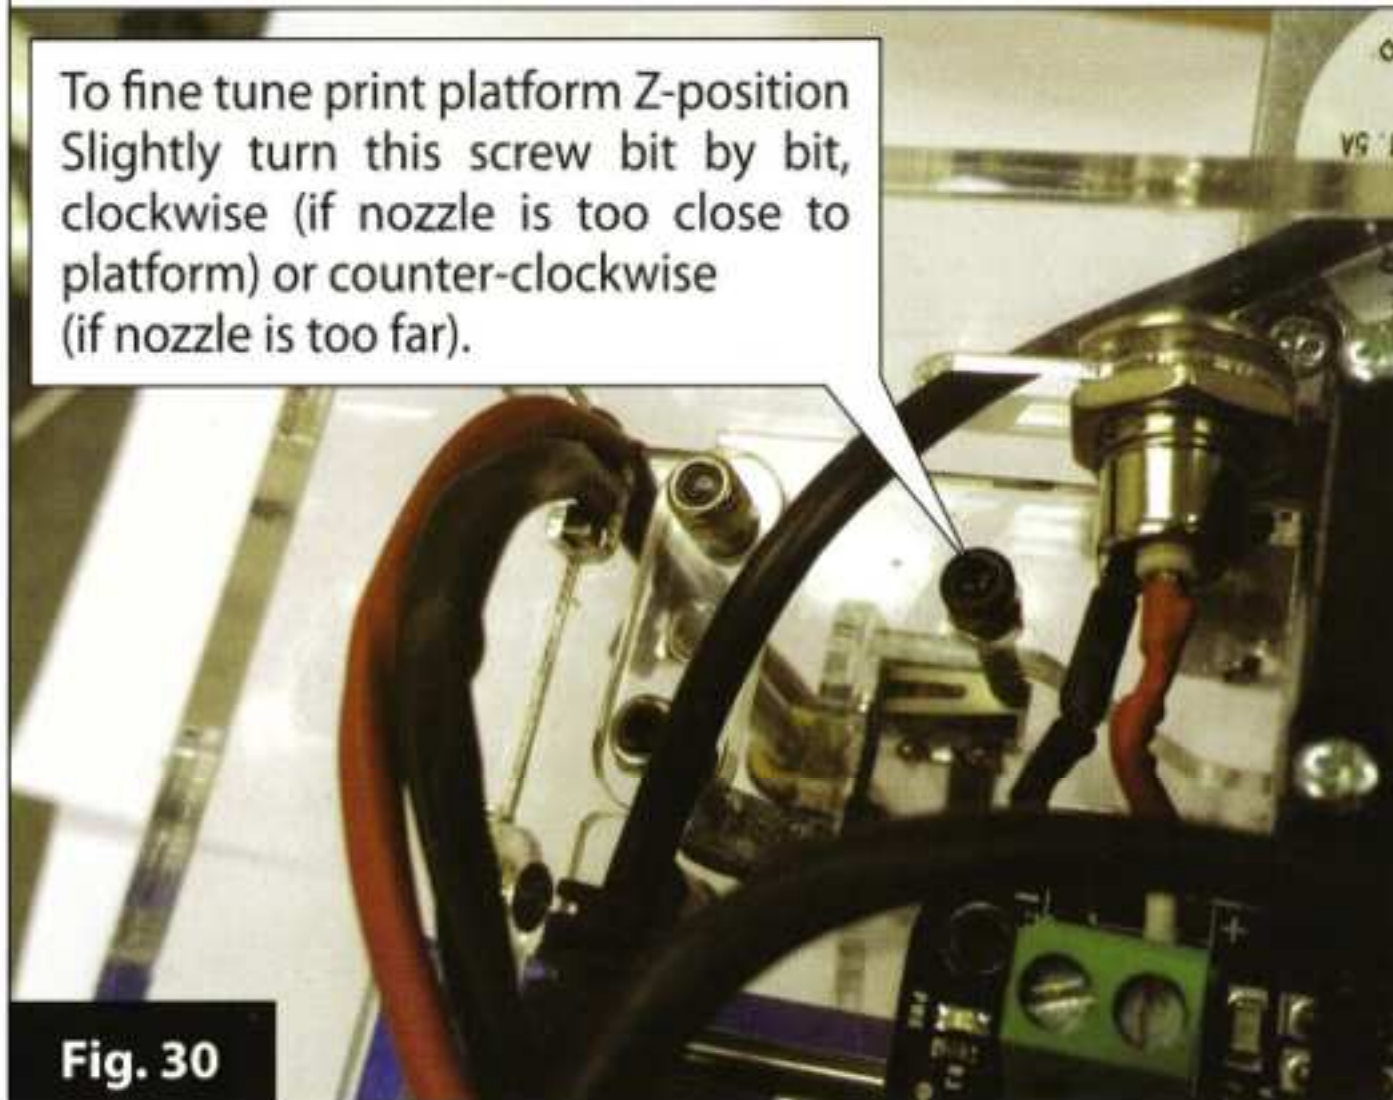 To fine tune print platform Z-position
Slightly turn this screw bit by bit,
clockwise (if nozzle is too close to
platform) or counter-clockwise
(if nozzle is too far).
5A
+
Fig. 30